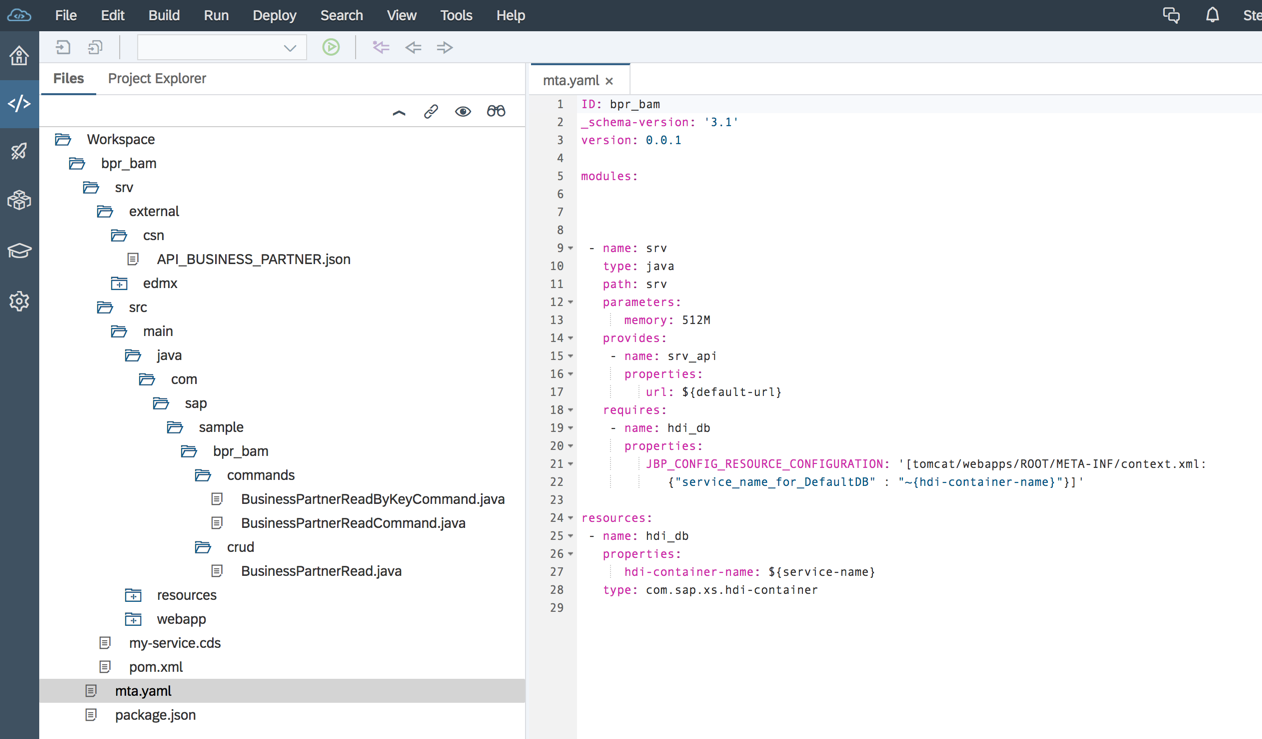 File Edit Build Run Deploy Search View Tools Help
Files Project Explorer
Workspace
bpr_bam
srv
external
csn
API_BUSINESS_PARTNER.json
edmx
src
main
java
com
sap
sample
bpr_bam
commands
BusinessPartnerReadByKeyCommand.java
BusinessPartnerReadCommand.java
crud
BusinessPartnerRead.java
resources
webapp
my-service.cds
pom.xml
mta.yaml
package.json
mta.yaml ×
1 ID: bpr_bam
2 _schema-version: '3.1'
3 version: 0.0.1
4
5 modules:
6
7
8
9 - name: srv
10 type: java
11 path: srv
12 parameters:
13 memory: 512M
14 provides:
15 - name: srv_api
16 properties:
17 url: ${default-url}
18 requires:
19 - name: hdi_db
20 properties:
21 JBP_CONFIG_RESOURCE_CONFIGURATION: '[tomcat/webapps/ROOT/META-INF/context.xml:
22 {"service_name_for_DefaultDB" : "~{hdi-container-name}"}]'
23
24 resources:
25 - name: hdi_db
26 properties:
27 hdi-container-name: ${service-name}
28 type: com.sap.xs.hdi-container
29